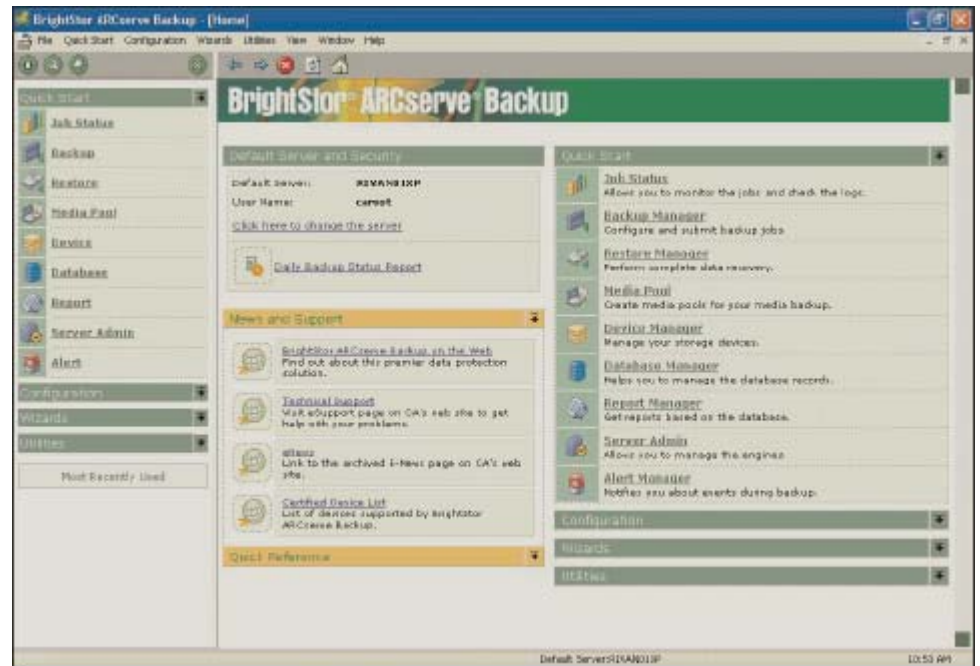 BrightStor ARCserve Backup - [Home]
File Quick Start Configuration Wizards Utilities View Window Help
Quick Start
Job Status
Backup
Restore
Media Pool
Device
Database
Report
Server Admin
Alert
Configuration
Wizards
Utilities
Most Recently Used
BrightStor ARCserve Backup
Default Server and Security
Default Server:
User Name:
Click here to change the server
Daily Backup Status Report
News and Support
BrightStor ARCserve Backup on the Web
Find out about this premier data protection
solution.
Technical Support
Visit eSupport page on CA's web site to get
help with your problems.
eNews
Link to the archived i-News page on CA's web
site.
Certified Device List
List of devices supported by BrightStor
ARCserve Backup.
Quick Reference
Quick Start
Job Status
Allows you to monitor the jobs and check the logs.
Backup Manager
Configure and submit backup jobs
Restore Manager
Perform complete data recovery.
Media Pool
Create media pools for your media backup.
Device Manager
Manage your storage devices.
Database Manager
Helps you to manage the database records.
Report Manager
Get reports based on the database.
Server Admin
Allows you to manage the engines
Alert Manager
Notifies you about events during backup.
Configuration
Wizards
Utilities
Default Server:
10:53 AM